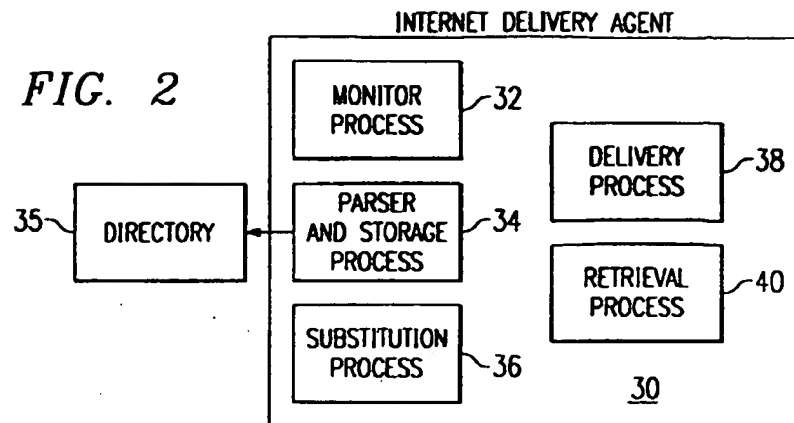 INTERNET DELIVERY AGENT
FIG. 2
MONITOR
PROCESS
32
DELIVERY
PROCESS
38
35
DIRECTORY
PARSER
AND STORAGE
PROCESS
34
RETRIEVAL
PROCESS
40
SUBSTITUTION
PROCESS
36
30